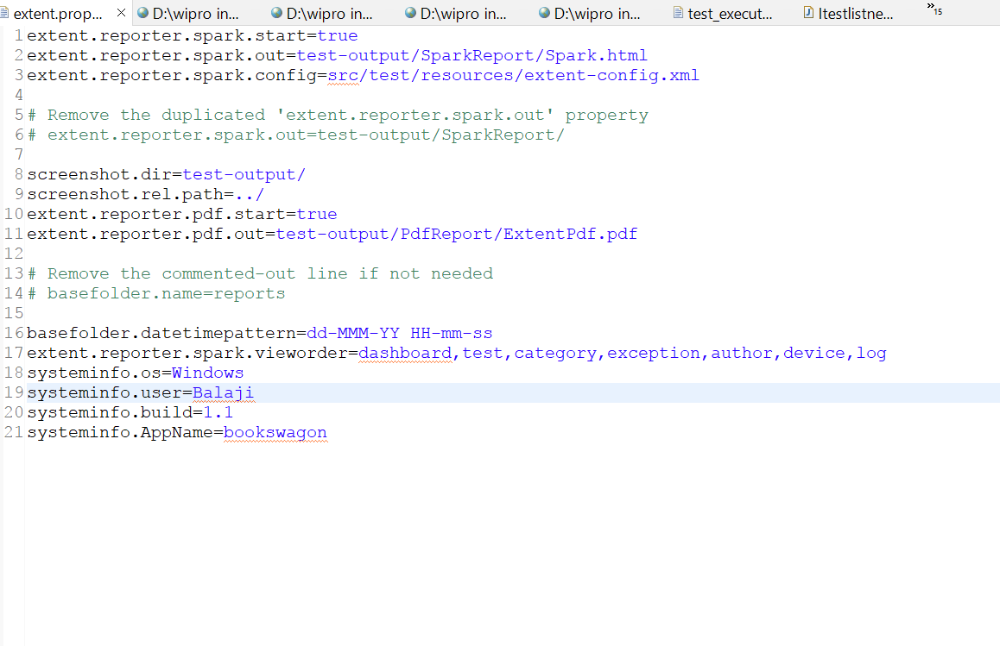 extent.prop...
D:\wipro in...
D:\wipro in...
D:\wipro in...
D:\wipro in...
test_execut...
Itestlistne...
15
1 extent.reporter.spark.start=true
2 extent.reporter.spark.out=test-output/SparkReport/Spark.html
3 extent.reporter.spark.config=src/test/resources/extent-config.xml
4
5 # Remove the duplicated 'extent.reporter.spark.out' property
6 # extent.reporter.spark.out=test-output/SparkReport/
7
8 screenshot.dir=test-output/
9 screenshot.rel.path=../
10 extent.reporter.pdf.start=true
11 extent.reporter.pdf.out=test-output/PdfReport/ExtentPdf.pdf
12
13 # Remove the commented-out line if not needed
14 # basefolder.name=reports
15
16 basefolder.datetimepattern=dd-MMM-YY HH-mm-ss
17 extent.reporter.spark.vieworder=dashboard,test,category,exception,author,device,log
18 systeminfo.os=Windows
19 systeminfo.user=Balaji
20 systeminfo.build=1.1
21 systeminfo.AppName=bookswagon